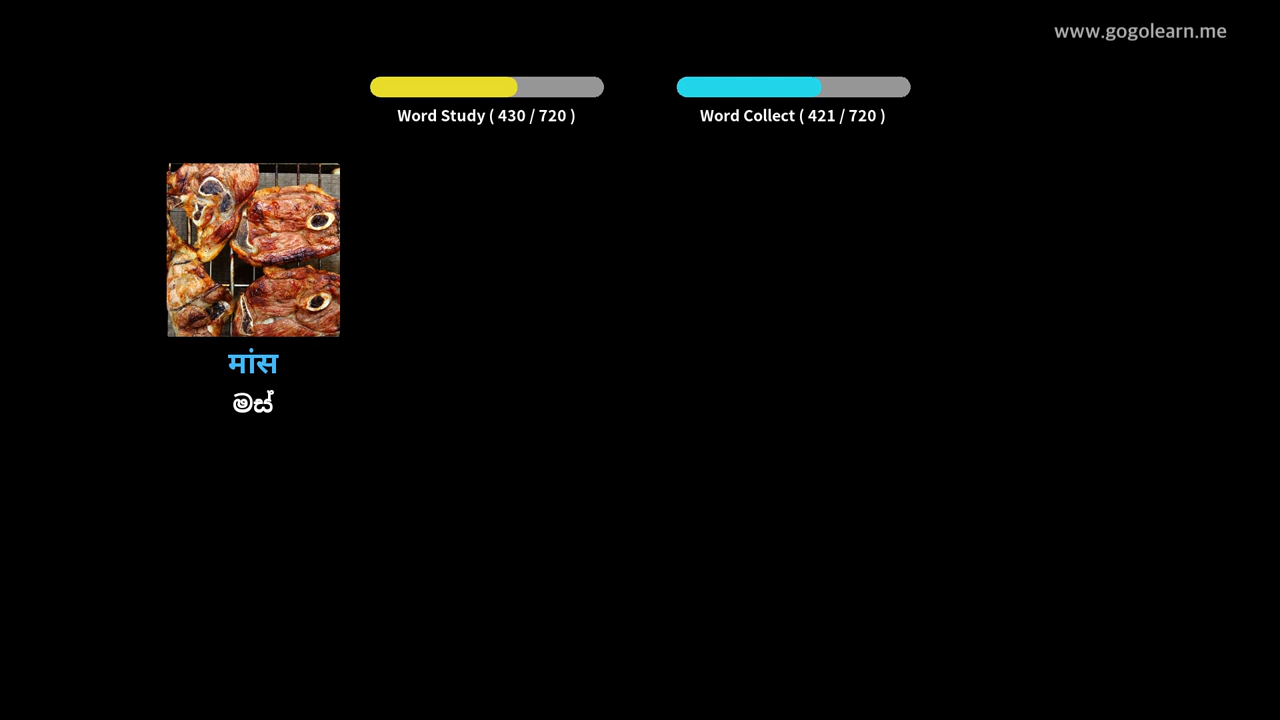 www.gogolearn.me
Word Study ( 430 / 720 )
Word Collect ( 421 / 720 )
मांस
මස්